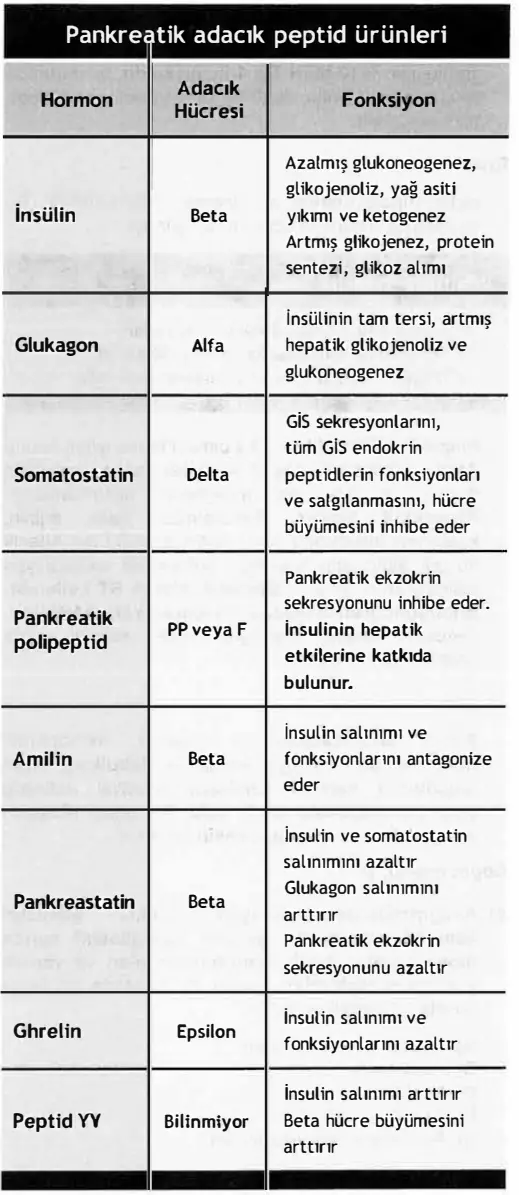 Pankreatik adacık peptid ürünleri
Hormon
Adacık
Hücresi
Fonksiyon
İnsülin
Beta
Azalmış glukoneogenez,
glikojenoliz, yağ asiti
yıkımı ve ketogenez
Artmış glikojenez, protein
sentezi, glikoz alımı
Glukagon
Alfa
İnsülinin tam tersi, artmış
hepatik glikojenoliz ve
glukoneogenez
Somatostatin
Delta
GİS sekresyonlarını,
tüm GİS endokrin
peptidlerin fonksiyonları
ve salgılanmasını, hücre
büyümesini inhibe eder
Pankreatik
polipeptid
PP veya F
Pankreatik ekzokrin
sekresyonunu inhibe eder.
İnsulinin hepatik
etkilerine katkıda
bulunur.
Amilin
Beta
İnsulin salınımı ve
fonksiyonlarını antagonize
eder
Pankreastatin
Beta
İnsulin ve somatostatin
salınımını azaltır
Glukagon salınımını
arttırır
Pankreatik ekzokrin
sekresyonunu azaltır
Ghrelin
Epsilon
İnsulin salınımı ve
fonksiyonlarını azaltır
Peptid YY
Bilinmiyor
İnsulin salınımı arttırır
Beta hücre büyümesini
arttırır